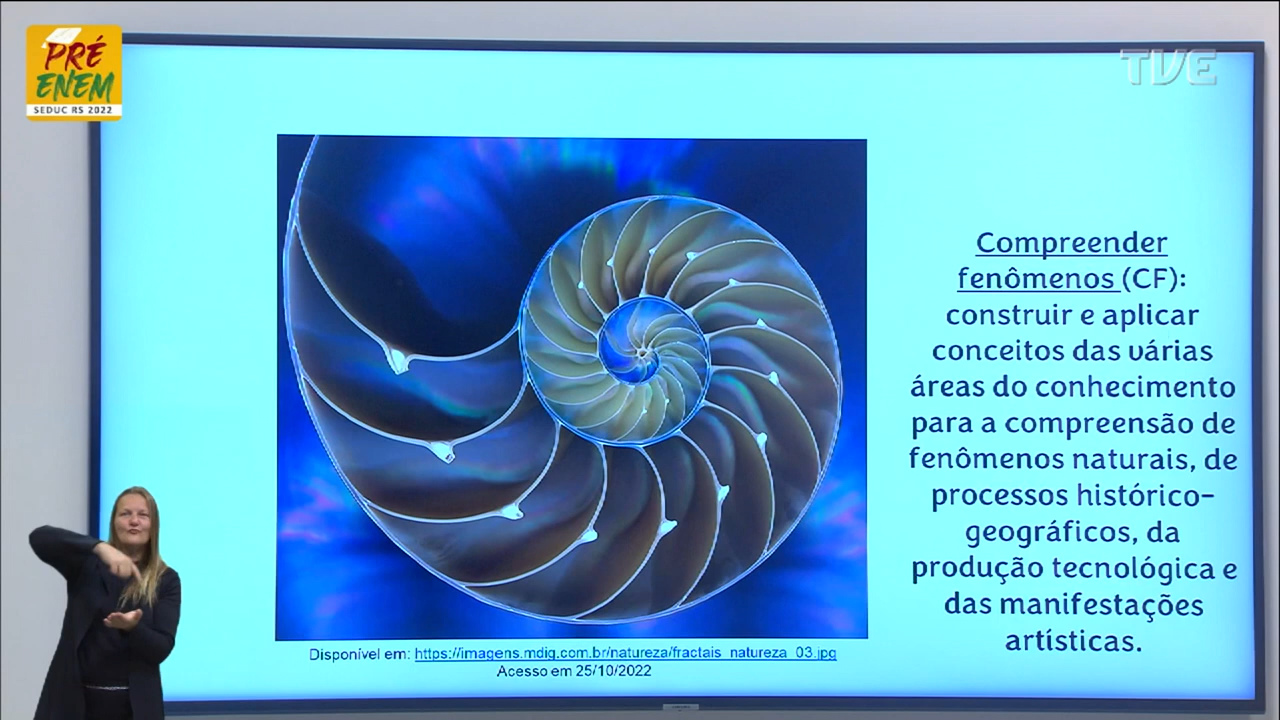 PRÉ
ENEM
SEDUC RS 2022
TVE
Compreender
fenômenos (CF):
construir e aplicar
conceitos das várias
áreas do conhecimento
para a compreensão de
fenômenos naturais, de
processos histórico-
geográficos, da
produção tecnológica e
das manifestações
artísticas.
Disponível em: https://imagens.mdig.com.br/natureza/fractais_natureza_03.jpg
Acesso em 25/10/2022